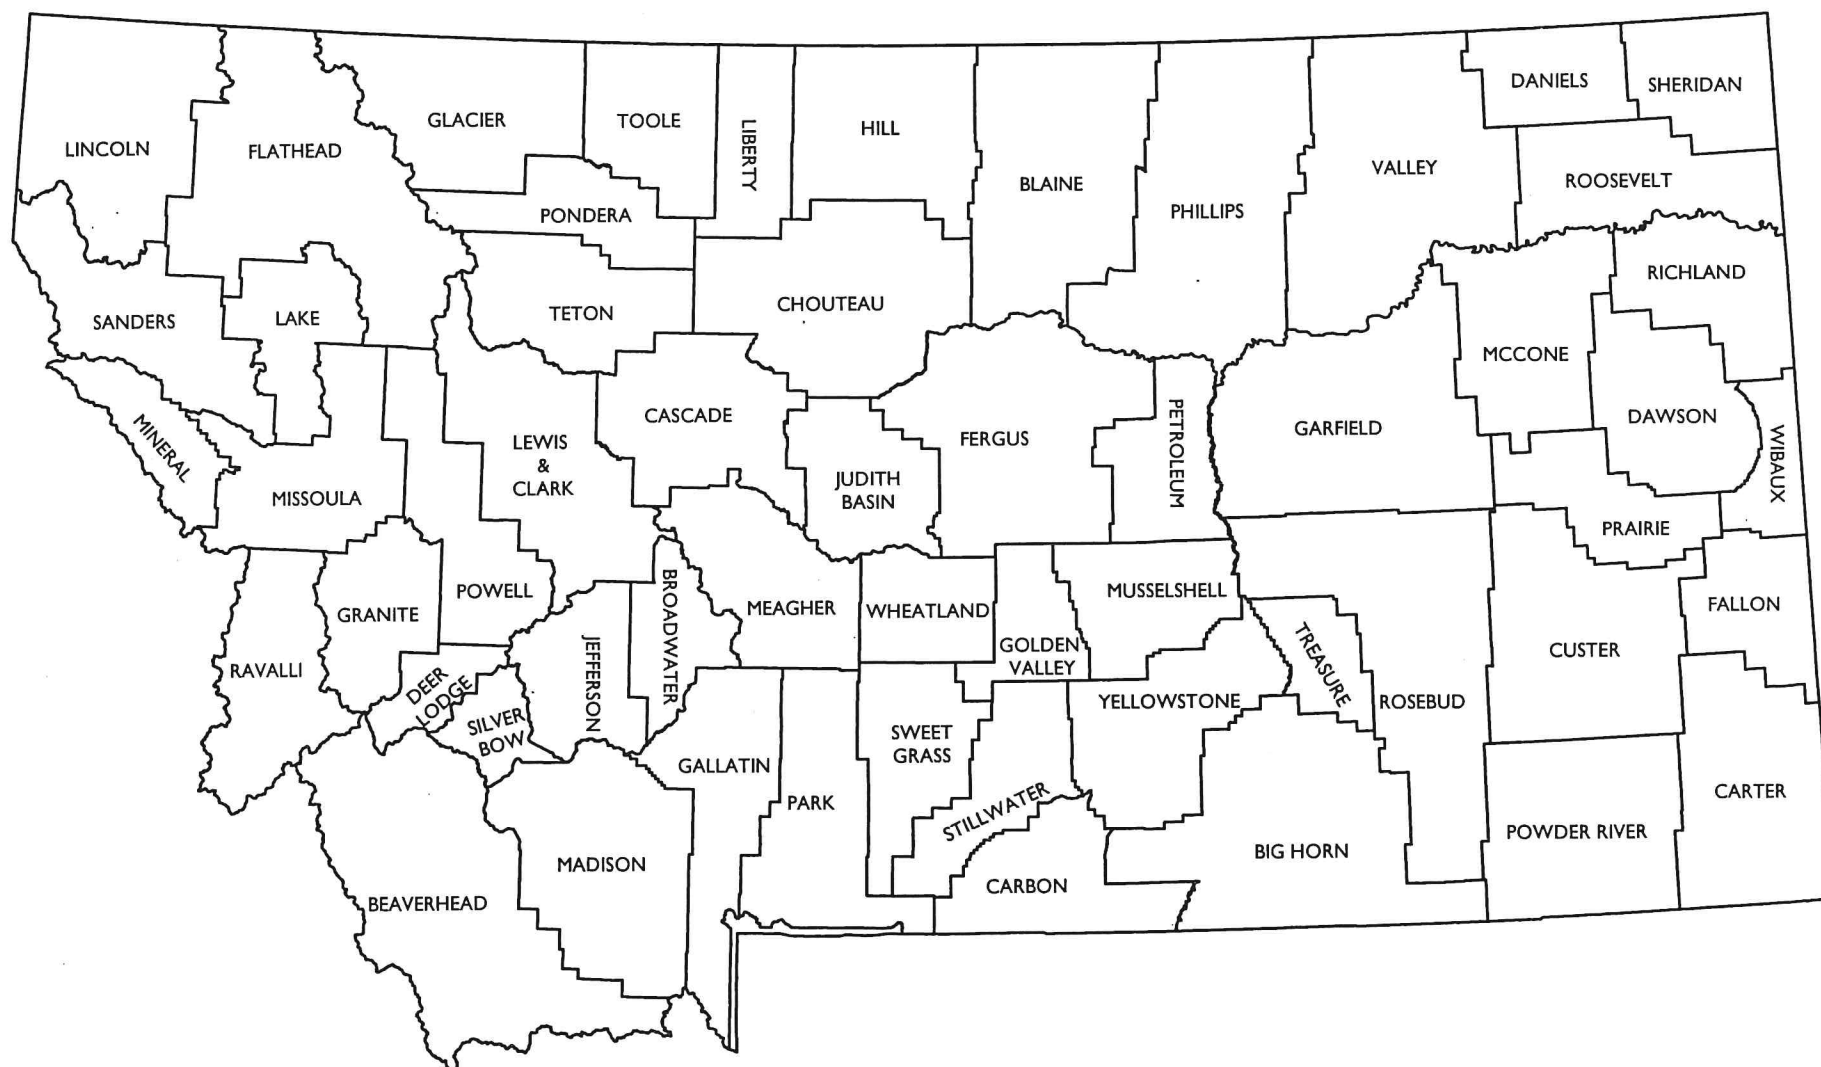 LINCOLN
FLATHEAD
GLACIER
TOOLE
LIBERTY
HILL
BLAINE
PHILLIPS
VALLEY
DANIELS
SHERIDAN
ROOSEVELT
PONDERA
SANDERS
LAKE
TETON
CHOUTEAU
RICHLAND
MCCONE
DAWSON
WIBAUX
MINERAL
MISSOULA
LEWIS
&
CLARK
CASCADE
JUDITH
BASIN
FERGUS
PETROLEUM
GARFIELD
PRAIRIE
RAVALLI
GRANITE
POWELL
DEER
LODGE
SILVER
BOW
JEFFERSON
BROADWATER
MEAGHER
WHEATLAND
GOLDEN
VALLEY
MUSSELSHELL
TREASURE
ROSEBUD
CUSTER
FALLON
BEAVERHEAD
MADISON
GALLATIN
PARK
SWEET
GRASS
STILLWATER
YELLOWSTONE
CARBON
BIG HORN
POWDER RIVER
CARTER